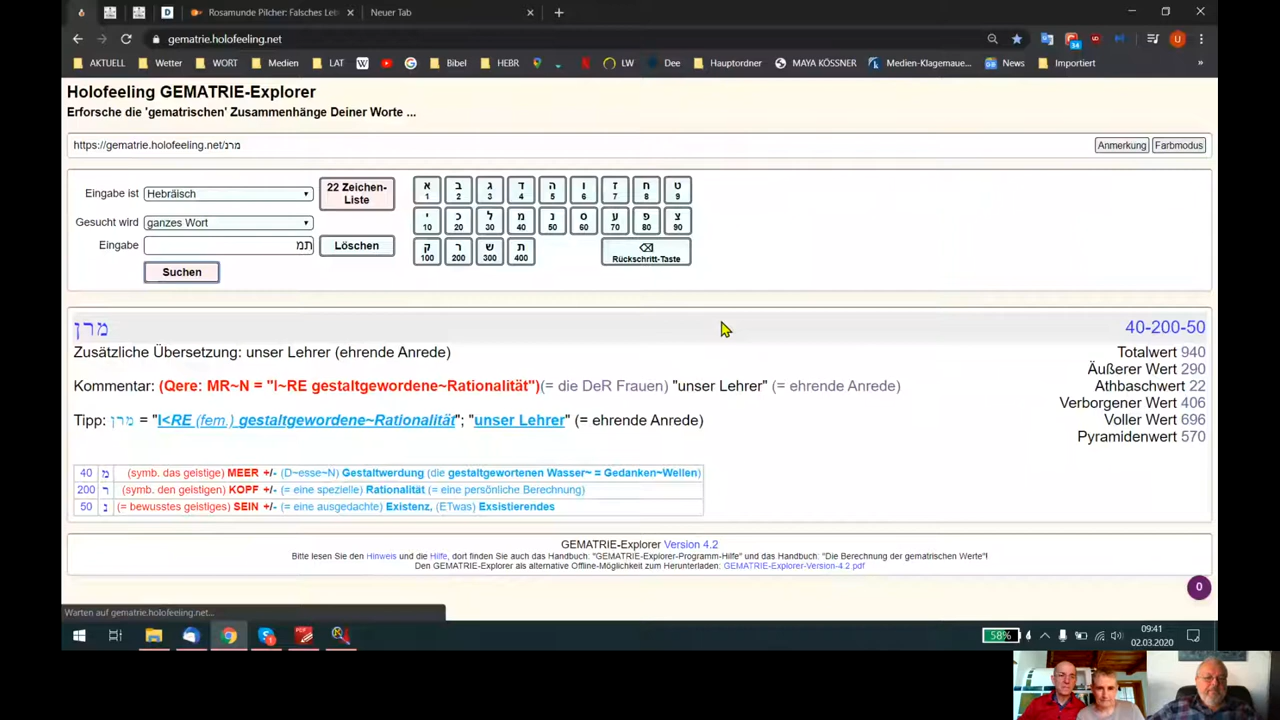 Rosamunde Pilcher: Falsches Leb
Neuer Tab
gematrie.holofeeling.net
AKTUELL Wetter WORT Medien LAT Bibel HEBR LW Dee Hauptordner MAYA KÖSSNER Medien-Klagemaue... News Importiert
Holofeeling GEMATRIE-Explorer
Erforsche die 'gematrischen' Zusammenhänge Deiner Worte ...
https://gematrie.holofeeling.net/מרנ
Anmerkung Farbmodus
Eingabe ist Hebräisch
22 Zeichen-Liste
Gesucht wird ganzes Wort
Eingabe תמ Löschen
Suchen
א ב ג ד ה ו ז ח ט
1 2 3 4 5 6 7 8 9
י כ ל מ נ ס ע פ צ
10 20 30 40 50 60 70 80 90
ק ר ש ת
100 200 300 400
Rückschritt-Taste
מרן 40-200-50
Zusätzliche Übersetzung: unser Lehrer (ehrende Anrede)
Totalwert 940
Äußerer Wert 290
Athbaschwert 22
Verborgener Wert 406
Voller Wert 696
Pyramidenwert 570
Kommentar: (Qere: MR~N = "I~RE gestaltgewordene~Rationalität")(= die DeR Frauen) "unser Lehrer" (= ehrende Anrede)
Tipp: מרנ = "I<RE (fem.) gestaltgewordene~Rationalität"; "unser Lehrer" (= ehrende Anrede)
40 מ (symb. das geistige) MEER +/- (D~esse~N) Gestaltwerdung (die gestaltgewortenen Wasser~ = Gedanken~Wellen)
200 ר (symb. den geistigen) KOPF +/- (= eine spezielle) Rationalität (= eine persönliche Berechnung)
50 נ (= bewusstes geistiges) SEIN +/- (= eine ausgedachte) Existenz, (ETwas) Exsistierendes
GEMATRIE-Explorer Version 4.2
Bitte lesen Sie den Hinweis und die Hilfe, dort finden Sie auch das Handbuch: "GEMATRIE-Explorer-Programm-Hilfe" und das Handbuch: "Die Berechnung der gematrischen Werte"!
Den GEMATRIE-Explorer als alternative Offline-Möglichkeit zum Herunterladen: GEMATRIE-Explorer-Version-4.2 pdf
0
Warten auf gematrie.holofeeling.net...
58%
09:41
02.03.2020